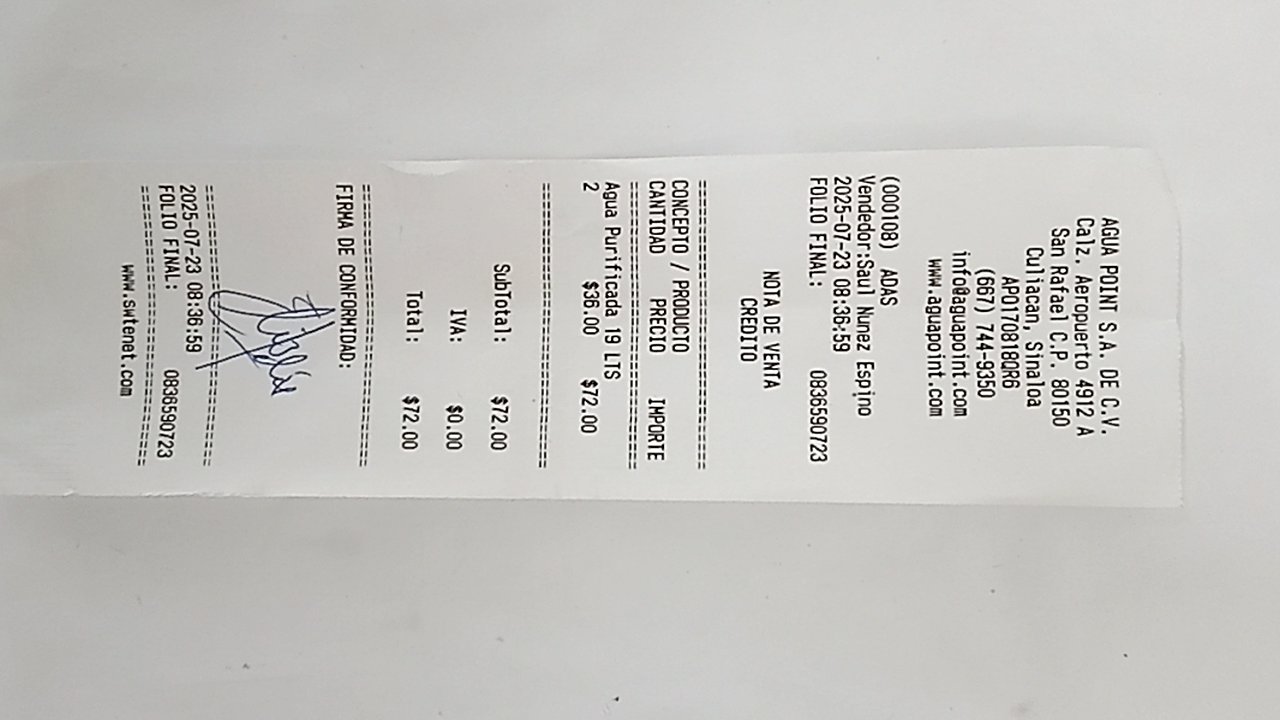 AGUA POINT S.A. DE C.V.
Calz. Aeropuerto 4912 A
San Rafael C.P. 80150
Culiacan, Sinaloa
APO170818QR6
(667) 744-9350
info@aguapoint.com
www.aguapoint.com
(000108) ADAS
Vendedor:Saul Nunez Espino
2025-07-23 08:36:59
FOLIO FINAL: 0836590723
NOTA DE VENTA
CREDITO
CONCEPTO / PRODUCTO
CANTIDAD PRECIO IMPORTE
Agua Purificada 19 LTS
2 $36.00 $72.00
SubTotal: $72.00
IVA: $0.00
Total: $72.00
FIRMA DE CONFORMIDAD:
2025-07-23 08:36:59
FOLIO FINAL: 0836590723
www.swtenet.com